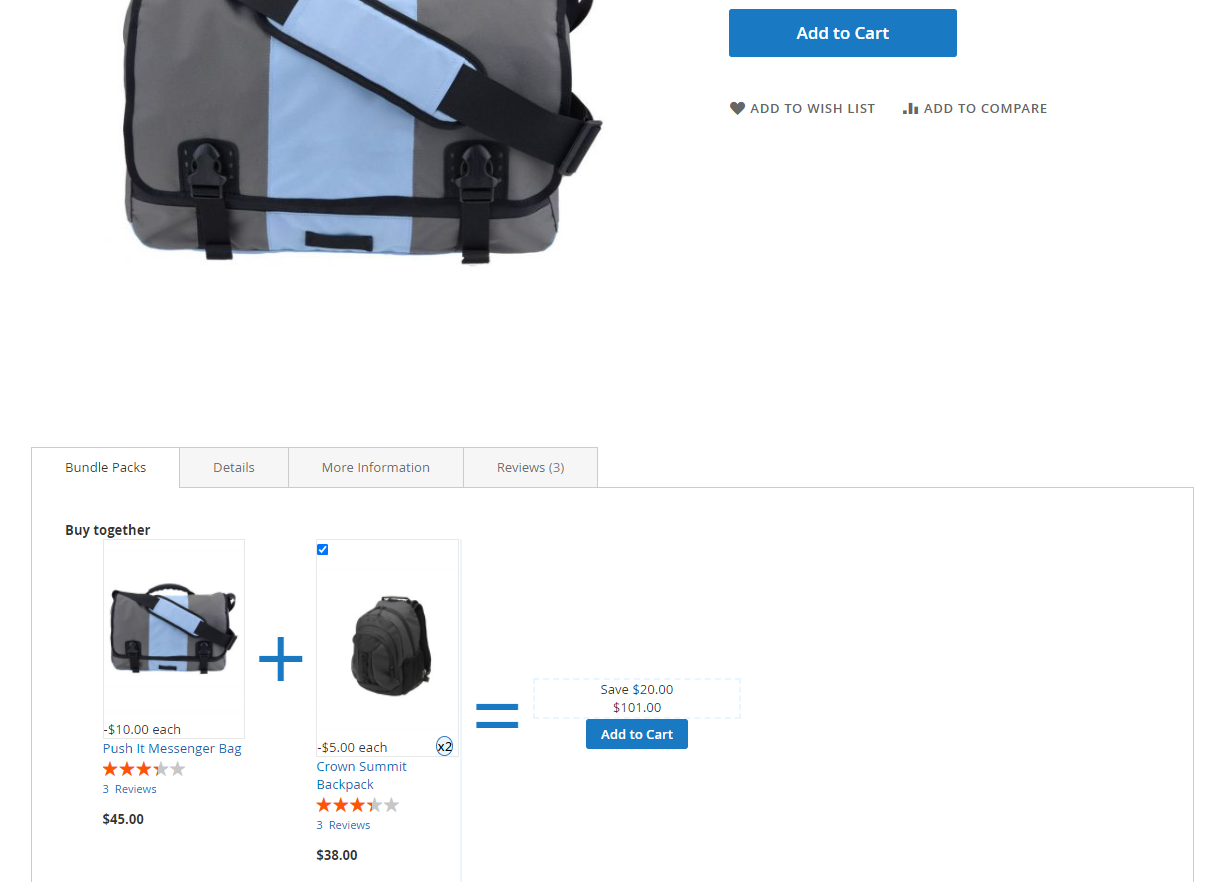 Add to Cart
ADD TO WISH LIST
ADD TO COMPARE
Bundle Packs
Details
More Information
Reviews (3)
Buy together
-$10.00 each
Push It Messenger Bag
3 Reviews
$45.00
-$5.00 each
x2
Crown Summit
Backpack
3 Reviews
$38.00
Save $20.00
$101.00
Add to Cart